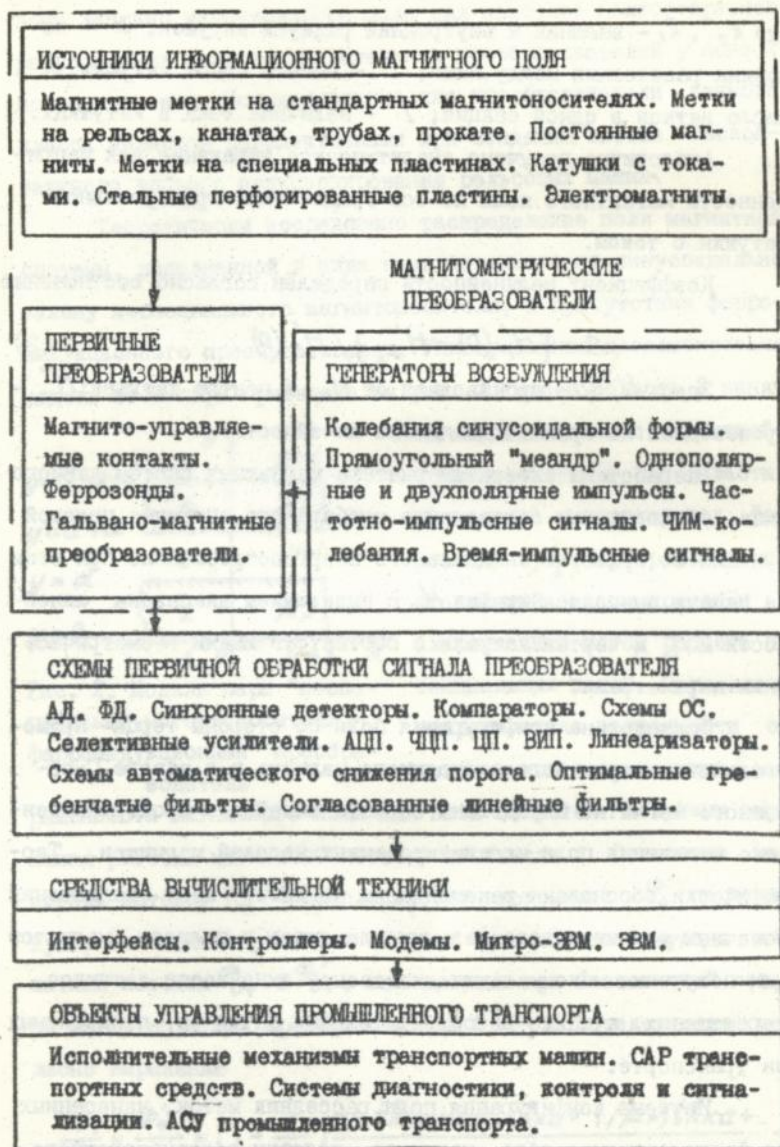 ИСТОЧНИКИ ИНФОРМАЦИОННОГО МАГНИТНОГО ПОЛЯ
Магнитные метки на стандартных магнитоносителях. Метки
на рельсах, канатах, трубах, прокате. Постоянные маг-
ниты. Метки на специальных пластинах. Катушки с тока-
ми. Стальные перфорированные пластины. Электромагниты.
МАГНИТОМЕТРИЧЕСКИЕ
ПРЕОБРАЗОВАТЕЛИ
ПЕРВИЧНЫЕ
ПРЕОБРАЗОВАТЕЛИ
Магнито-управляе-
мые контакты.
Феррозонды.
Гальвано-магнитные
преобразователи.
ГЕНЕРАТОРЫ ВОЗБУЖДЕНИЯ
Колебания синусоидальной формы.
Прямоугольный "меандр". Однополяр-
ные и двухполярные импульсы. Час-
тотно-импульсные сигналы. ЧИМ-ко-
лебания. Время-импульсные сигналы.
СХЕМЫ ПЕРВИЧНОЙ ОБРАБОТКИ СИГНАЛА ПРЕОБРАЗОВАТЕЛЯ
АД. ФД. Синхронные детекторы. Компараторы. Схемы ОС.
Селективные усилители. АЦП. ЧЦП. ЦП. ВИП. Линеаризаторы.
Схемы автоматического снижения порога. Оптимальные гре-
бенчатые фильтры. Согласованные линейные фильтры.
СРЕДСТВА ВЫЧИСЛИТЕЛЬНОЙ ТЕХНИКИ
Интерфейсы. Контроллеры. Модемы. Микро-ЭВМ. ЭВМ.
ОБЪЕКТЫ УПРАВЛЕНИЯ ПРОМЫШЛЕННОГО ТРАНСПОРТА
Исполнительные механизмы транспортных машин. САР транс-
портных средств. Системы диагностики, контроля и сигна-
лизации. АСУ промышленного транспорта.